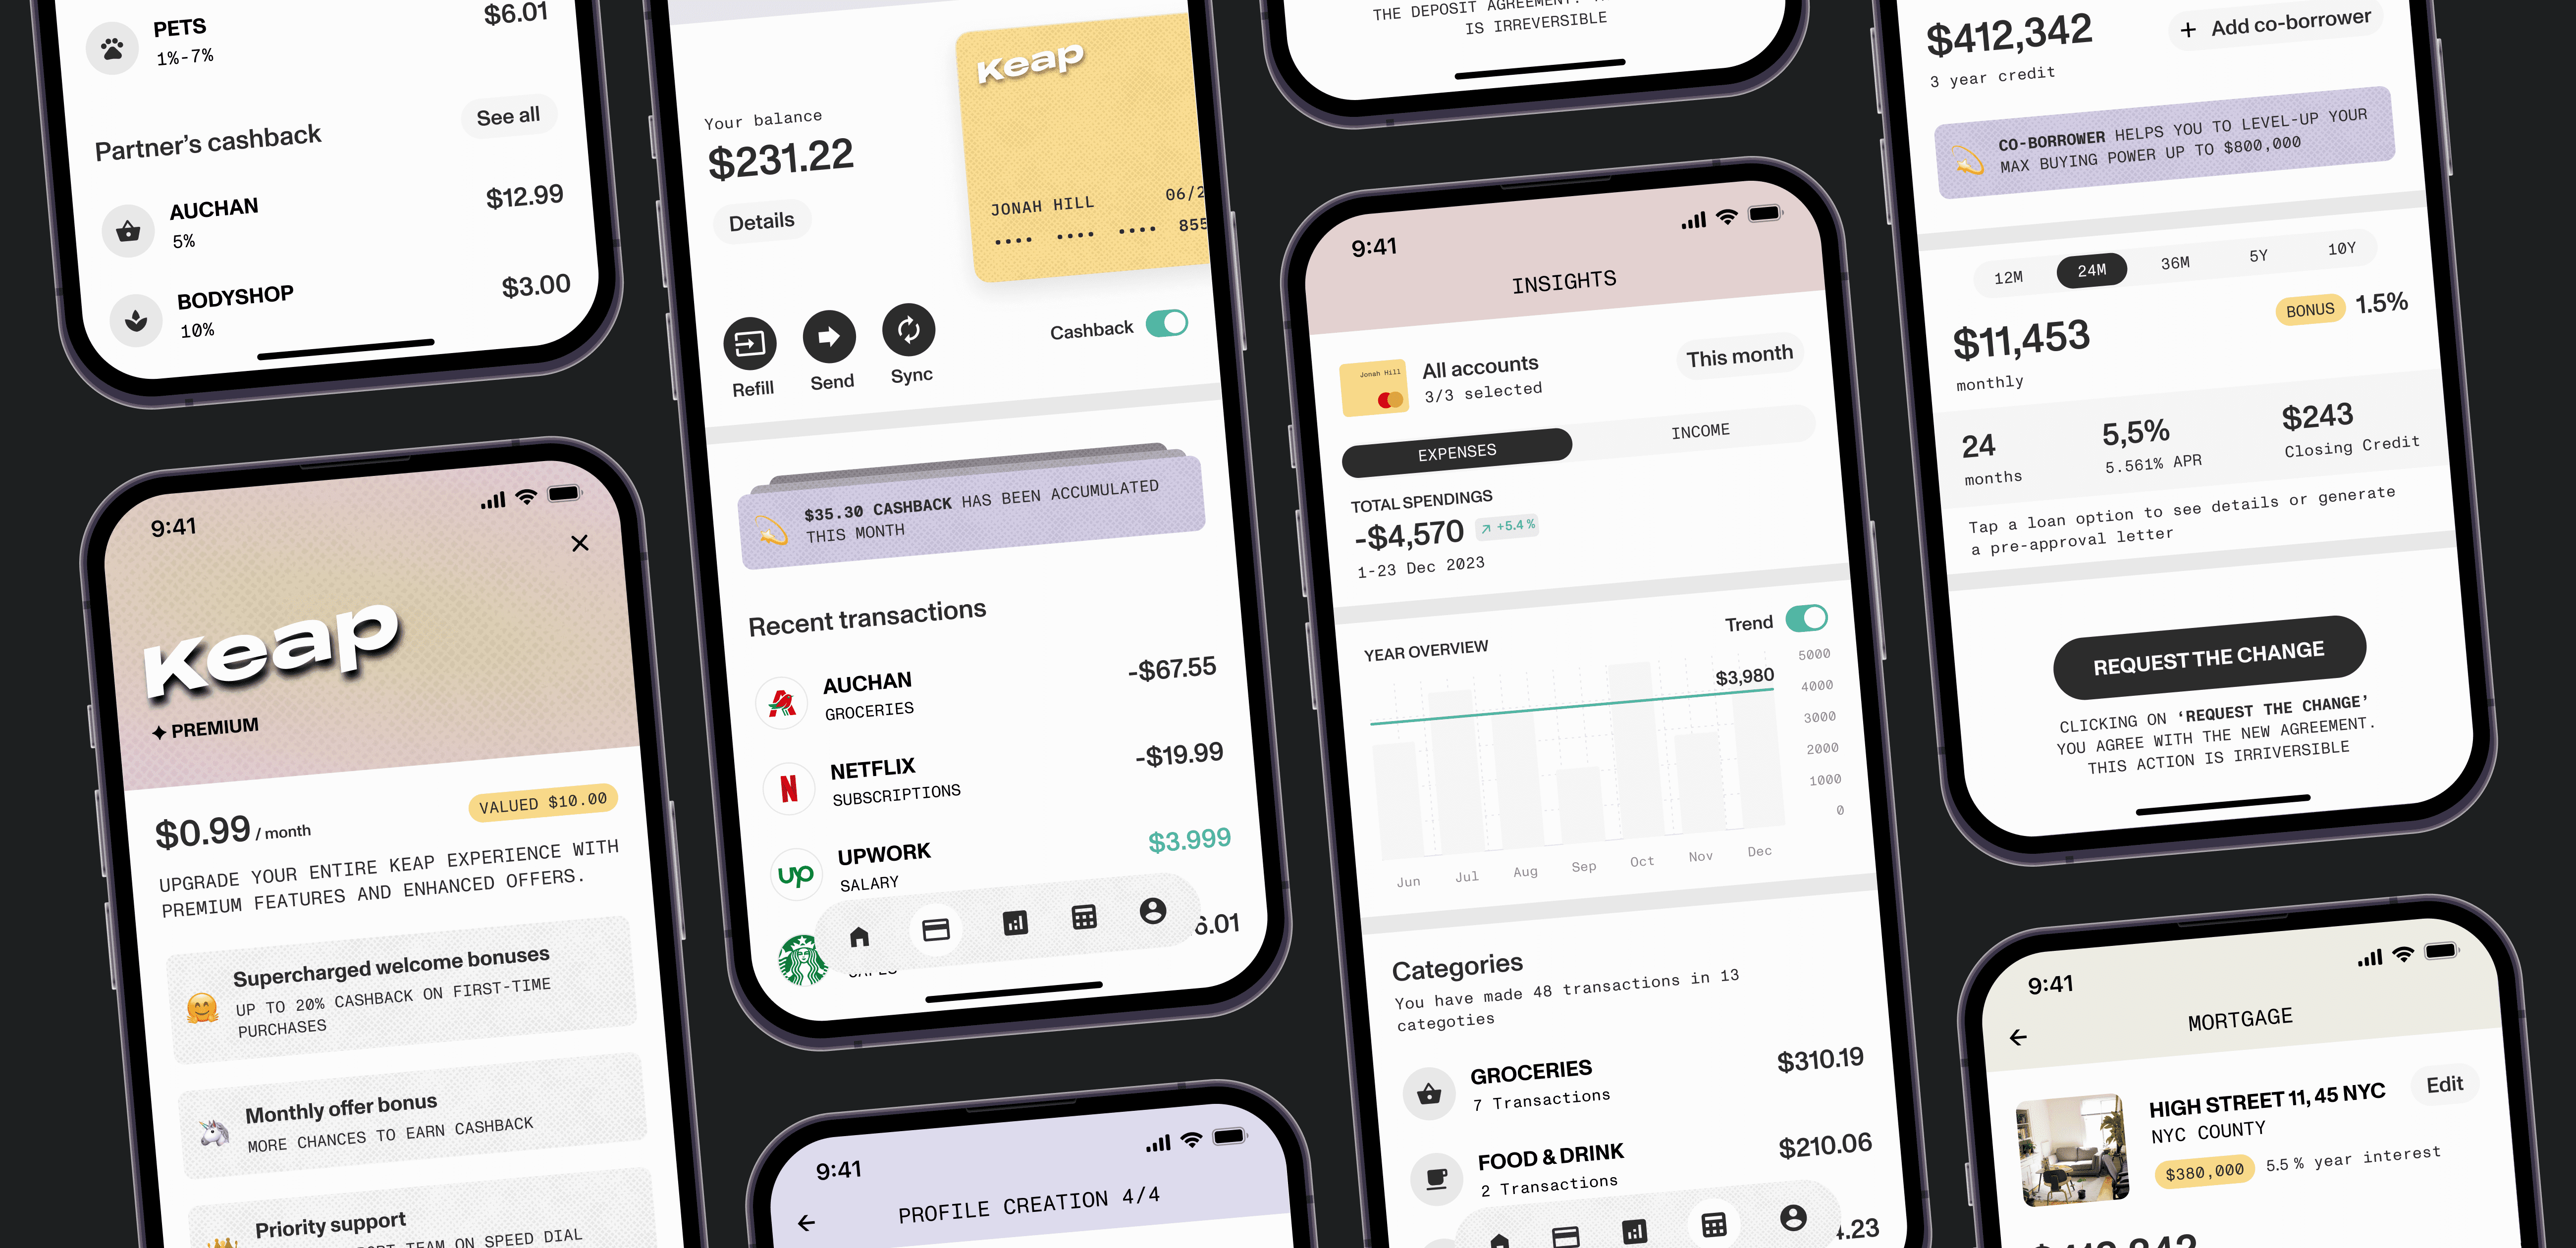 PETS
1%-7%
$6.01
Partner's cashback
See all
AUCHAN
5%
$12.99
BODYSHOP
10%
$3.00
9:41
Keap
PREMIUM
$0.99 / month
VALUED $10.00
UPGRADE YOUR ENTIRE KEAP EXPERIENCE WITH
PREMIUM FEATURES AND ENHANCED OFFERS.
Supercharged welcome bonuses
UP TO 20% CASHBACK ON FIRST-TIME
PURCHASES
Monthly offer bonus
MORE CHANCES TO EARN CASHBACK
Priority support
TEAM ON SPEED DIAL
Keap
JONAH HILL
06/2
•••• •••• •••• 855
Your balance
$231.22
Details
Refill
Send
Sync
Cashback
$35.30 CASHBACK HAS BEEN ACCUMULATED
THIS MONTH
Recent transactions
AUCHAN
GROCERIES
-$67.55
NETFLIX
SUBSCRIPTIONS
-$19.99
UPWORK
SALARY
$3.999
6.01
9:41
PROFILE CREATION 4/4
THE DEPOSIT AGREEMENT.
IS IRREVERSIBLE
9:41
INSIGHTS
Jonah Hill
All accounts
3/3 selected
This month
EXPENSES
INCOME
TOTAL SPENDINGS
-$4,570
+5.4 %
1-23 Dec 2023
YEAR OVERVIEW
Trend
$3,980
5000
4000
3000
2000
1000
0
Jun Jul Aug Sep Oct Nov Dec
Categories
You have made 48 transactions in 13
categoties
GROCERIES
7 Transactions
$310.19
FOOD & DRINK
2 Transactions
$210.06
4.23
$412,342
3 year credit
+ Add co-borrower
CO-BORROWER HELPS YOU TO LEVEL-UP YOUR
MAX BUYING POWER UP TO $800,000
12M 24M 36M 5Y 10Y
$11,453
monthly
BONUS 1.5%
24
months
5,5%
5.561% APR
$243
Closing Credit
Tap a loan option to see details or generate
a pre-approval letter
REQUEST THE CHANGE
CLICKING ON ‘REQUEST THE CHANGE’
YOU AGREE WITH THE NEW AGREEMENT.
THIS ACTION IS IRRIVERSIBLE
9:41
MORTGAGE
HIGH STREET 11, 45 NYC
NYC COUNTY
Edit
$380,000
5.5 % year interest